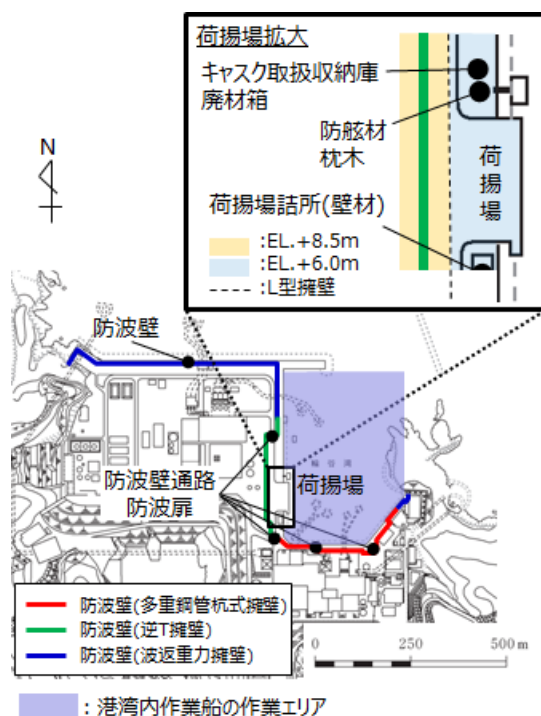 荷揚場拡大
キャスク取扱収納庫
廃材箱
防舷材
枕木
荷揚場
荷揚場詰所(壁材)
:EL.+8.5m
:EL.+6.0m
:L型擁壁
N
防波壁
防波壁通路
防波扉
荷揚場
防波壁(多重鋼管杭式擁壁)
防波壁(逆T擁壁)
防波壁(波返重力擁壁)
0 250 500 m
:港湾内作業船の作業エリア